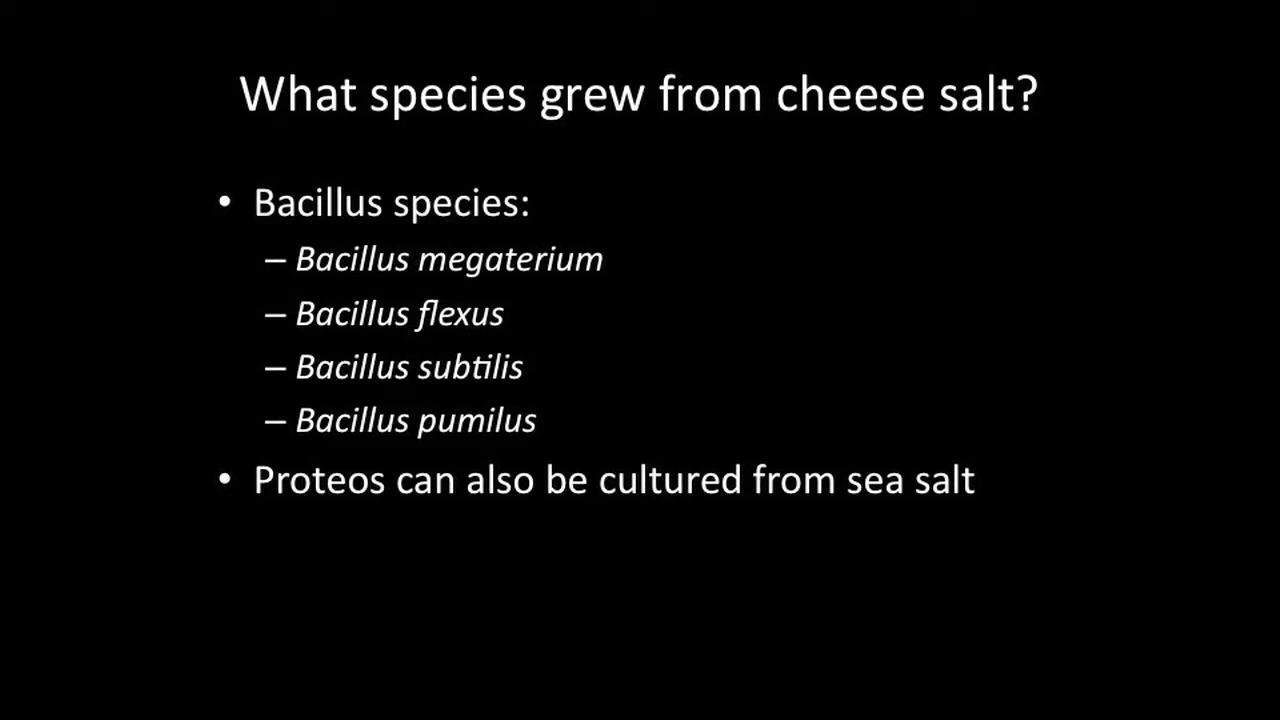 What species grew from cheese salt?
• Bacillus species:
– Bacillus megaterium
– Bacillus flexus
– Bacillus subtilis
– Bacillus pumilus
• Proteos can also be cultured from sea salt